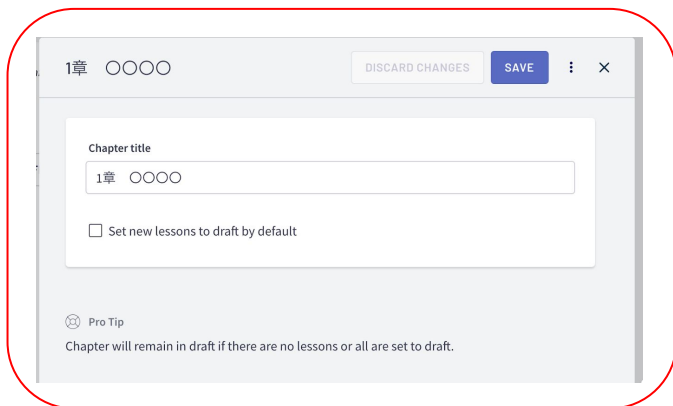 1章　〇〇〇〇
DISCARD CHANGES
SAVE
Chapter title
1章　〇〇〇〇
Set new lessons to draft by default
Pro Tip
Chapter will remain in draft if there are no lessons or all are set to draft.